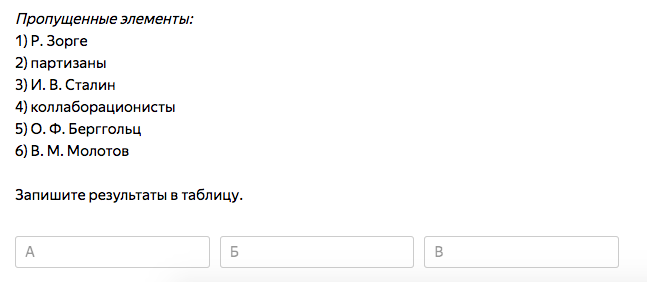 Пропущенные элементы:
1) Р. Зорге
2) партизаны
3) И. В. Сталин
4) коллаборационисты
5) О. Ф. Берггольц
6) В. М. Молотов
Запишите результаты в таблицу.
А Б В